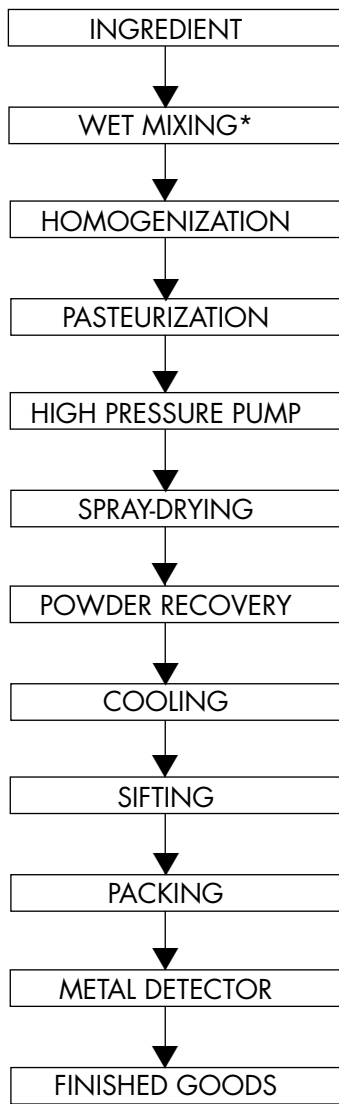 INGREDIENT
WET MIXING*
HOMOGENIZATION
PASTEURIZATION
HIGH PRESSURE PUMP
SPRAY-DRYING
POWDER RECOVERY
COOLING
SIFTING
PACKING
METAL DETECTOR
FINISHED GOODS